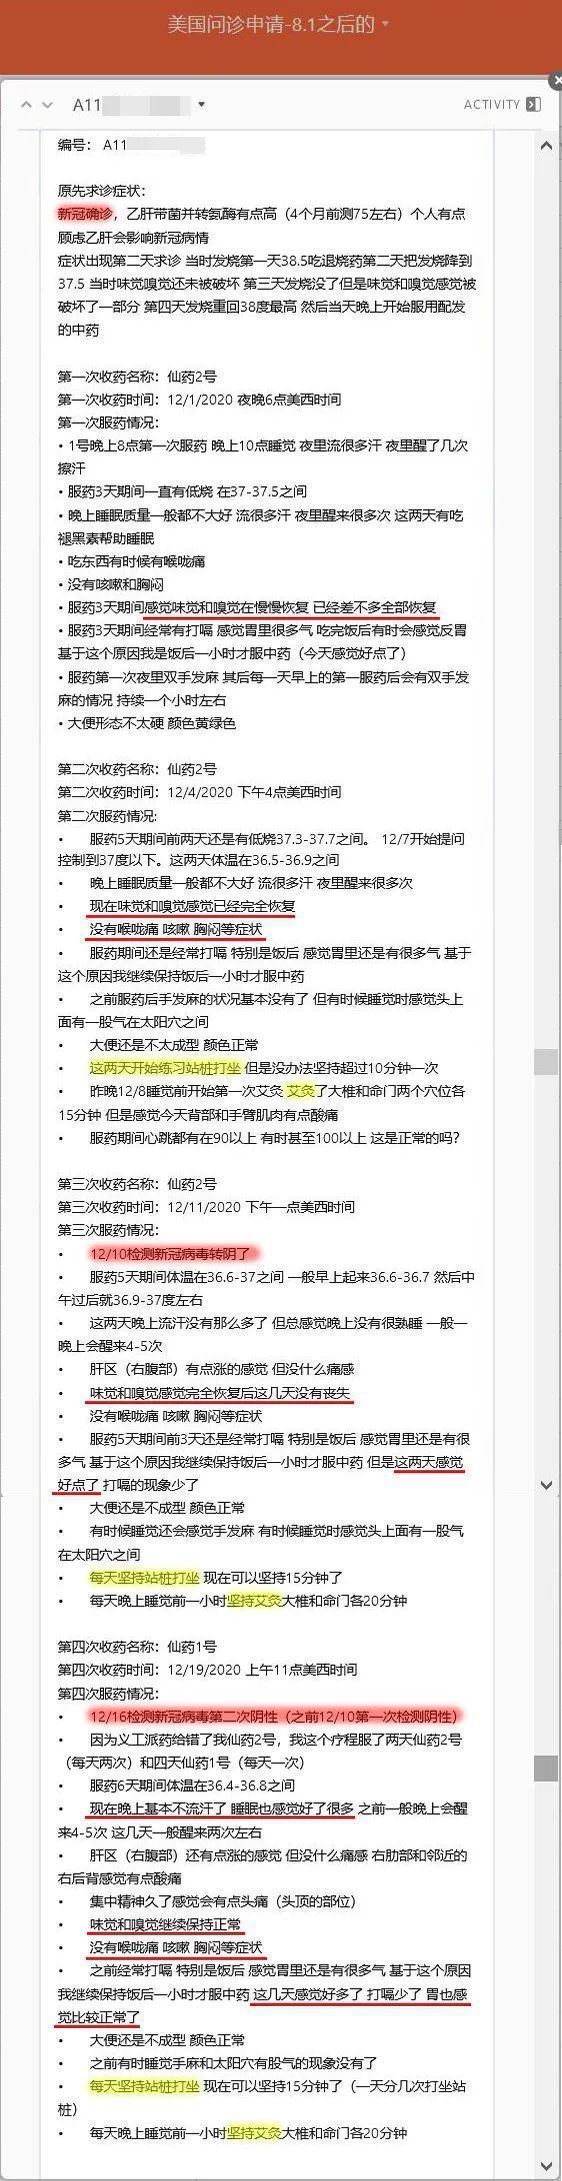 美国问诊申请-8.1之后的
A11
ACTIVITY
编号： A11
原先求诊症状：
新冠确诊，乙肝带菌并转氨酶有点高（4个月前测75左右）个人有点
顾虑乙肝会影响新冠病情
症状出现第二天求诊 当时发烧第一天38.5吃退烧药第二天把发烧降到
37.5 当时味觉嗅觉还未被破坏 第三天发烧没了但是味觉和嗅觉感觉被
破坏了一部分 第四天发烧重回38度最高 然后当天晚上开始服用配发
的中药
第一次收药名称：仙药2号
第一次收药时间：12/1/2020 夜晚6点美西时间
第一次服药情况：
• 1号晚上8点第一次服药 晚上10点睡觉 夜里流很多汗 夜里醒了几次
擦汗
• 服药3天期间一直有低烧 在37-37.5之间
• 晚上睡眠质量一般都不大好 流很多汗 夜里醒来很多次 这两天有吃
褪黑素帮助睡眠
• 吃东西有时候有喉咙痛
• 没有咳嗽和胸闷
• 服药3天期间感觉味觉和嗅觉在慢慢恢复 已经差不多全部恢复
• 服药3天期间经常有打嗝 感觉胃里很多气 吃完饭后有时会感觉反胃
基于这个原因我是饭后一小时才服中药（今天感觉好点了）
• 服药第一次夜里双手发麻 其后每一天早上的第一服药后会有双手发
麻的情况 持续一个小时左右
• 大便形态不太硬 颜色黄绿色
第二次收药名称：仙药2号
第二次收药时间：12/4/2020 下午4点美西时间
第二次服药情况:
• 服药5天期间前两天还是有低烧37.3-37.7之间。 12/7开始提问
控制到37度以下。这两天体温在36.5-36.9之间
• 晚上睡眠质量一般都不大好 流很多汗 夜里醒来很多次
• 现在味觉和嗅觉感觉已经完全恢复
• 没有喉咙痛 咳嗽 胸闷等症状
• 服药期间还是经常打嗝 特别是饭后 感觉胃里还是有很多气 基于
这个原因我继续保持饭后一小时才服中药
• 之前服药后手发麻的状况基本没有了 但有时候睡觉时感觉头上
面有一股气在太阳穴之间
• 大便还是不太成型 颜色正常
• 这两天开始练习站桩打坐 但是没办法坚持超过10分钟一次
• 昨晚12/8睡觉前开始第一次艾灸 艾灸了大椎和命门两个穴位各
15分钟 但是感觉今天背部和手臂肌肉有点酸痛
• 服药期间心跳都有在90以上 有时甚至100以上 这是正常的吗?
第三次收药名称：仙药2号
第三次收药时间：12/11/2020 下午一点美西时间
第三次服药情况：
• 12/10检测新冠病毒转阴了
• 服药5天期间体温在36.6-37之间 一般早上起来36.6-36.7 然后中
午过后就36.9-37度左右
• 这两天晚上流汗没有那么多了 但总感觉晚上没有很熟睡 一般一
晚上会醒来4-5次
• 肝区（右腹部）有点涨的感觉 但没什么痛感
• 味觉和嗅觉感觉完全恢复后这几天没有丧失
• 没有喉咙痛 咳嗽 胸闷等症状
• 服药5天期间前3天还是经常打嗝 特别是饭后 感觉胃里还是有很
多气 基于这个原因我继续保持饭后一小时才服中药 但是这两天感觉
好点了 打嗝的现象少了
• 大便还是不成型 颜色正常
• 有时候睡觉还会感觉手发麻 有时候睡觉时感觉头上面有一股气
在太阳穴之间
• 每天坚持站桩打坐 现在可以坚持15分钟了
• 每天晚上睡觉前一小时坚持艾灸大椎和命门各20分钟
第四次收药名称：仙药1号
第四次收药时间：12/19/2020 上午11点美西时间
第四次服药情况：
• 12/16检测新冠病毒第二次阴性（之前12/10第一次检测阴性）
• 因为义工派药给错了我仙药2号，我这个疗程服了两天仙药2号
（每天两次）和四天仙药1号（每天一次）
• 服药6天期间体温在36.4-36.8之间
• 现在晚上基本不流汗了 睡眠也感觉好了很多 之前一般晚上会醒
来4-5次 这几天一般醒来两次左右
• 肝区（右腹部）还有点涨的感觉 但没什么痛感 右肋部和邻近的
右后背感觉有点酸痛
• 集中精神久了感觉会有点头痛（头顶的部位）
• 味觉和嗅觉继续保持正常
• 没有喉咙痛 咳嗽 胸闷等症状
• 之前经常打嗝 特别是饭后 感觉胃里还是有很多气 基于这个原因
我继续保持饭后一小时才服中药 这几天感觉好多了 打嗝少了 胃也感
觉比较正常了
• 大便还是不成型 颜色正常
• 之前有时睡觉手麻和太阳穴有股气的现象没有了
• 每天坚持站桩打坐 现在可以坚持15分钟了（一天分几次打坐站
桩）
• 每天晚上睡觉前一小时坚持艾灸大椎和命门各20分钟